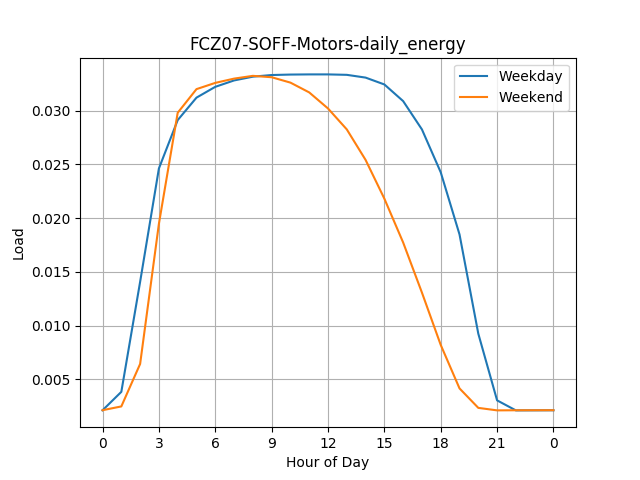 FCZ07-SOFF-Motors-daily_energy
Weekday
Weekend
0.030
0.025
0.020
0.015
0.010
0.005
Load
0 3 6 9 12 15 18 21 0
Hour of Day